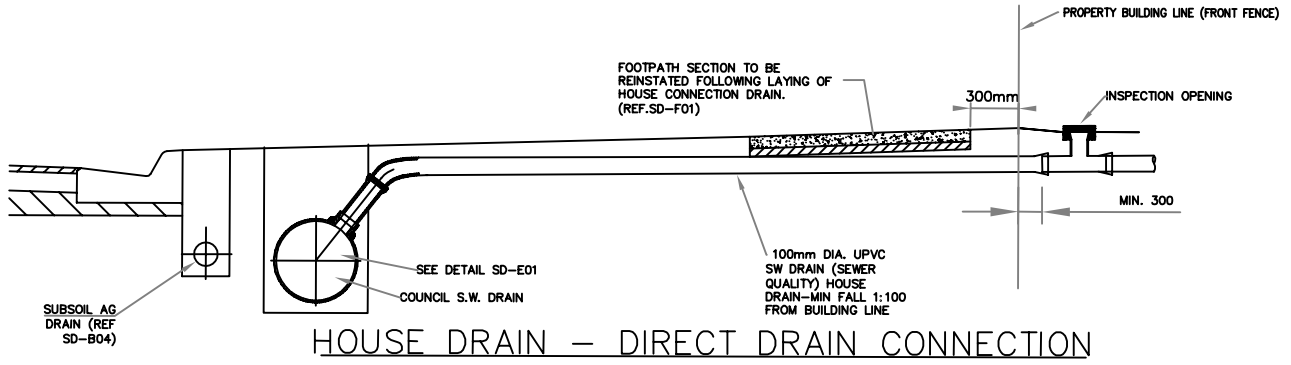 PROPERTY BUILDING LINE (FRONT FENCE)
FOOTPATH SECTION TO BE
REINSTATED FOLLOWING LAYING OF
HOUSE CONNECTION DRAIN.
(REF.SD-F01)
300mm
INSPECTION OPENING
MIN. 300
SEE DETAIL SD-E01
COUNCIL S.W. DRAIN
100mm DIA. UPVC
SW DRAIN (SEWER
QUALITY) HOUSE
DRAIN-MIN FALL 1:100
FROM BUILDING LINE
SUBSOIL AG
DRAIN (REF
SD-B04)
HOUSE DRAIN - DIRECT DRAIN CONNECTION